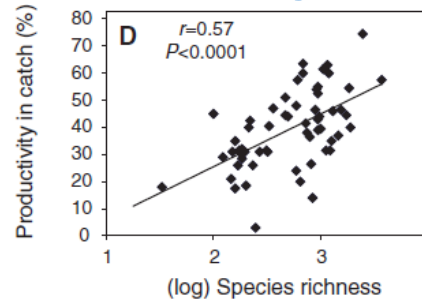 D
r=0.57
P<0.0001
Productivity in catch (%)
80
70
60
50
40
30
20
10
0
1
2
3
(log) Species richness